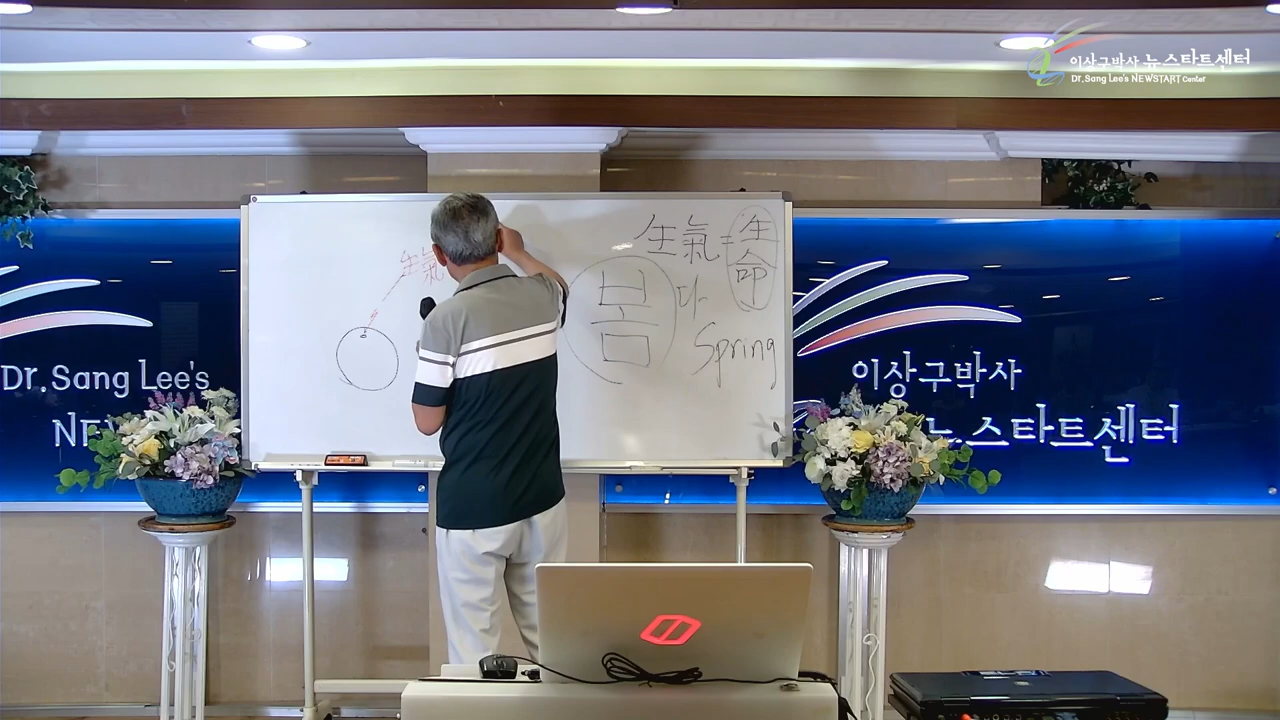 이상구박사 뉴스타트센터
Dr.Sang Lee's NEWSTART Center
生氣=生命
生氣
봄
다
Spring
Dr.Sang Lee's
NE
이상구박사
뉴스타트센터